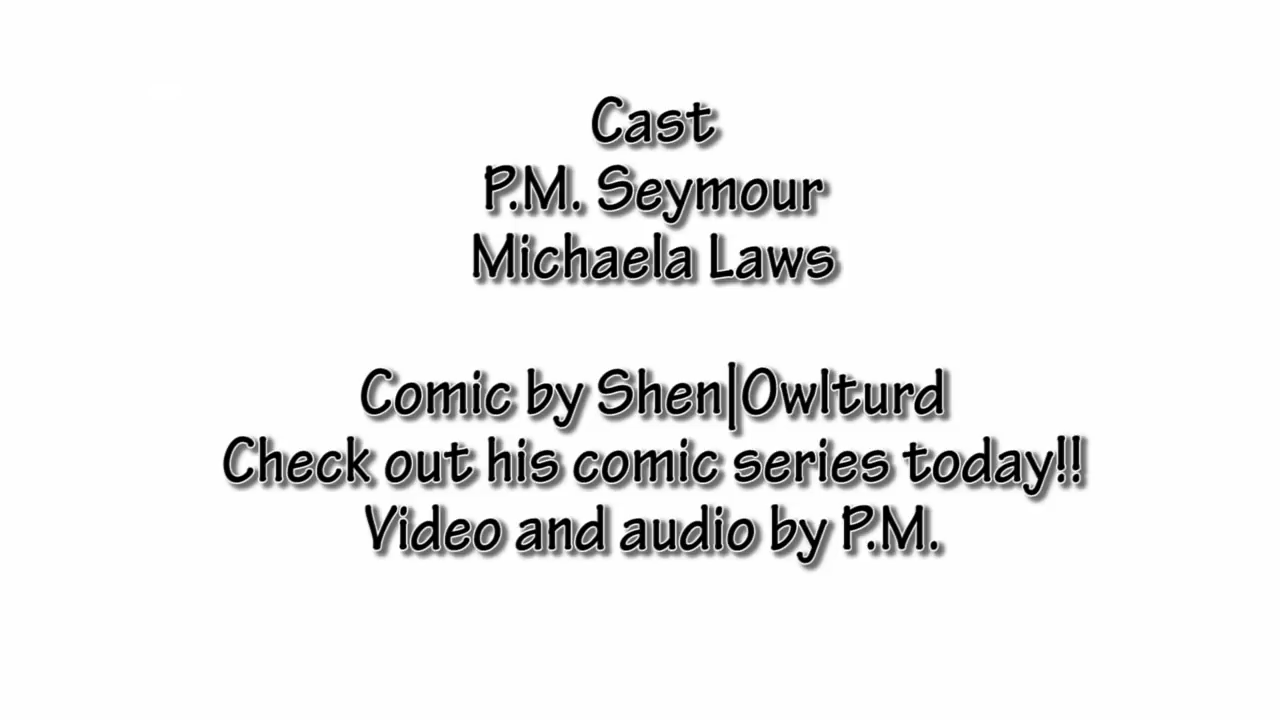 Cast
P.M. Seymour
Michaela Laws
Comic by Shen|Owlturd
Check out his comic series today!!
Video and audio by P.M.